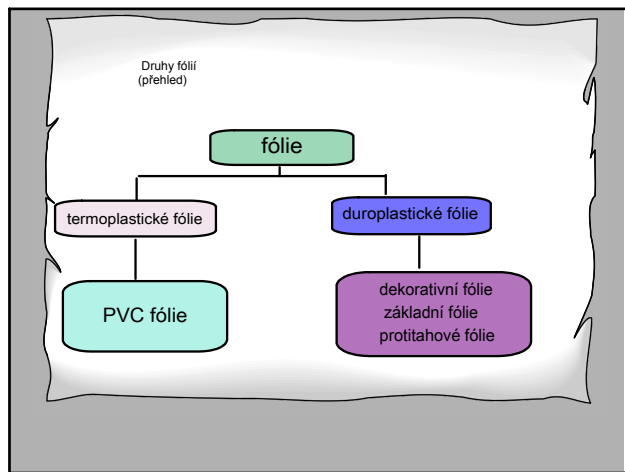 Druhy fólií
(přehled)
fólie
termoplastické fólie
duroplastické fólie
PVC fólie
dekorativní fólie
základní fólie
protitahové fólie